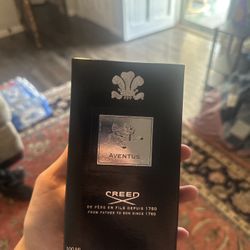 AVENTUS
CREED
DE PÈRE EN FILS DEPUIS 1760
FROM FATHER TO SON SINCE 1760